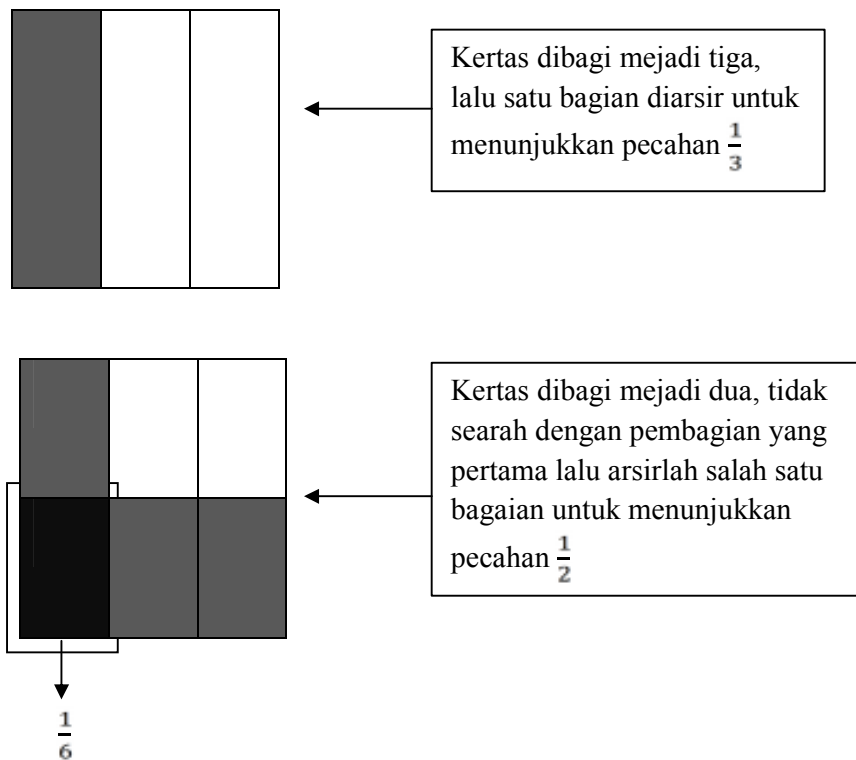 Kertas dibagi mejadi tiga,
lalu satu bagian diarsir untuk
menunjukkan pecahan 1/3
Kertas dibagi mejadi dua, tidak
searah dengan pembagian yang
pertama lalu arsirlah salah satu
bagaian untuk menunjukkan
pecahan 1/2
1/6